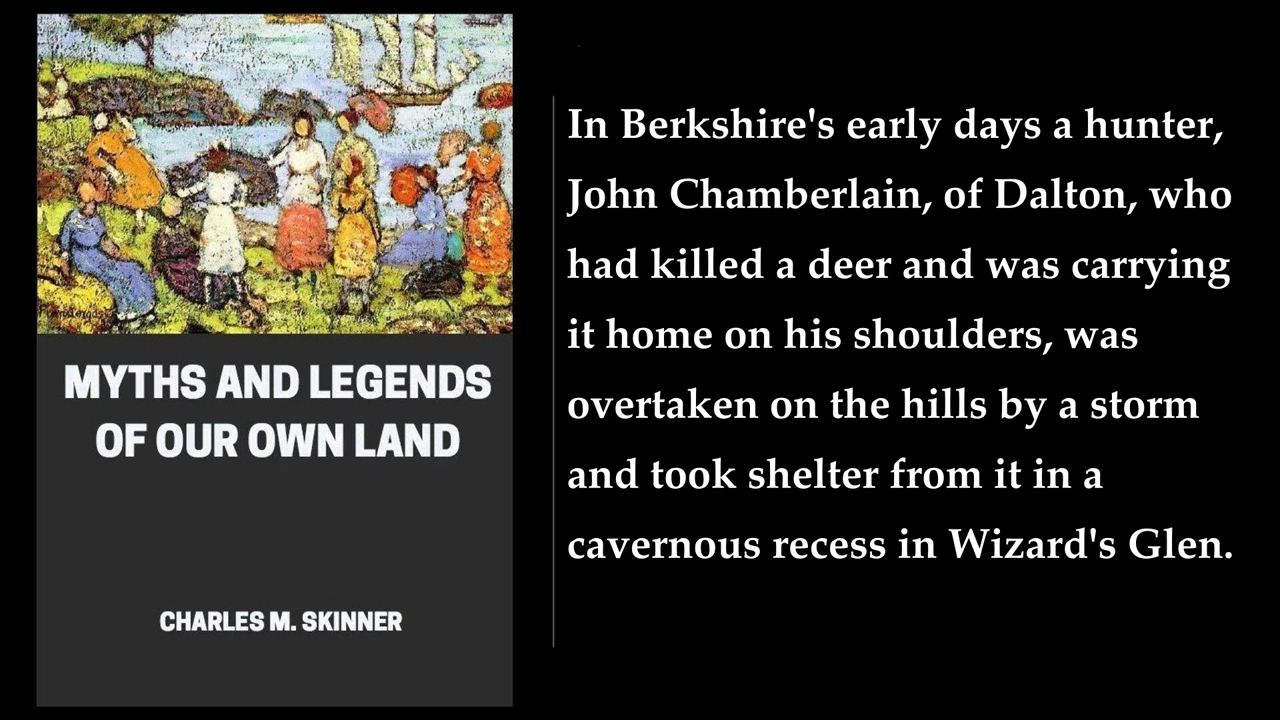 MYTHS AND LEGENDS
OF OUR OWN LAND
CHARLES M. SKINNER
In Berkshire's early days a hunter,
John Chamberlain, of Dalton, who
had killed a deer and was carrying
it home on his shoulders, was
overtaken on the hills by a storm
and took shelter from it in a
cavernous recess in Wizard's Glen.